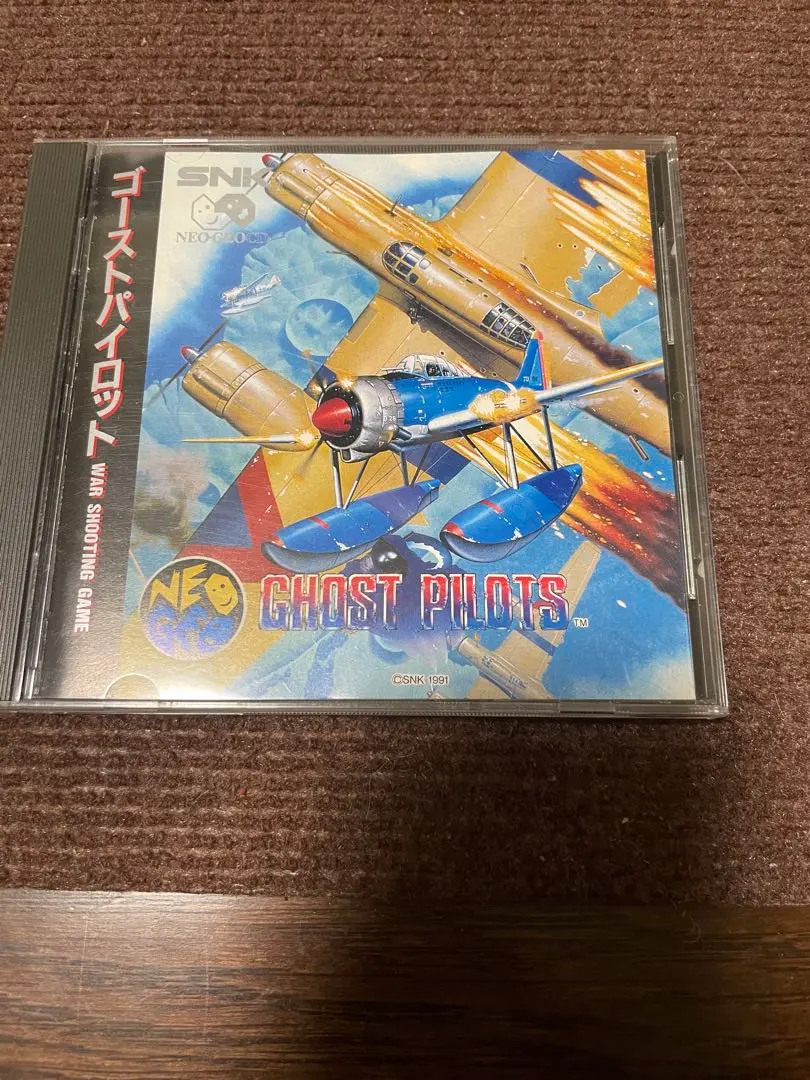 ゴーストパイロット
WAR SHOOTING GAME
SNK
NEO-GEO CD
NEO
GEO
GHOST PILOTS
TM
©SNK 1991